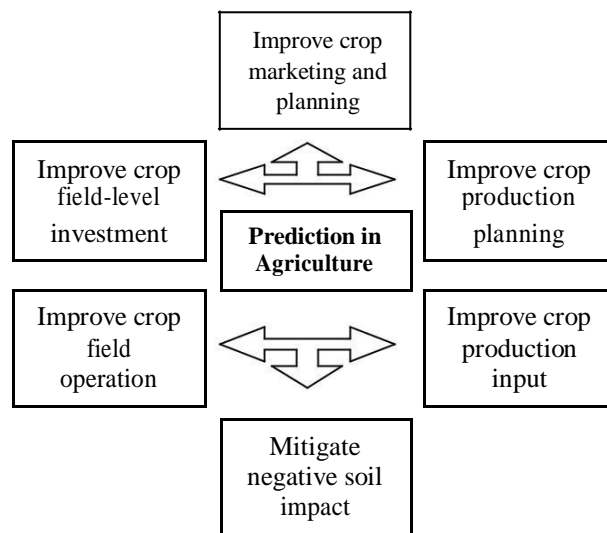 Improve crop
marketing and
planning
Improve crop
field-level
investment
Improve crop
production
planning
Prediction in
Agriculture
Improve crop
field
operation
Improve crop
production
input
Mitigate
negative soil
impact